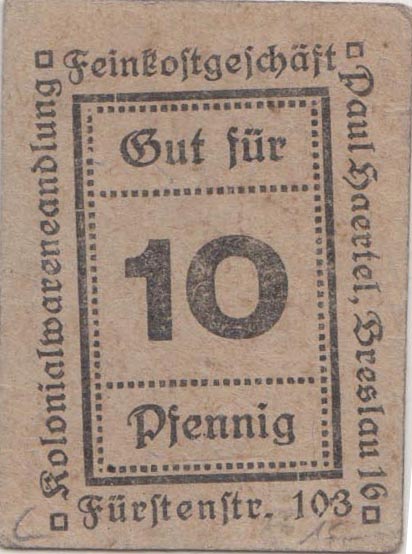 Feinkostgeschäft
Paul Haertel, Breslau 16
Kolonialwareneandlung
Gut für
10
Pfennig
Fürstenstr. 103